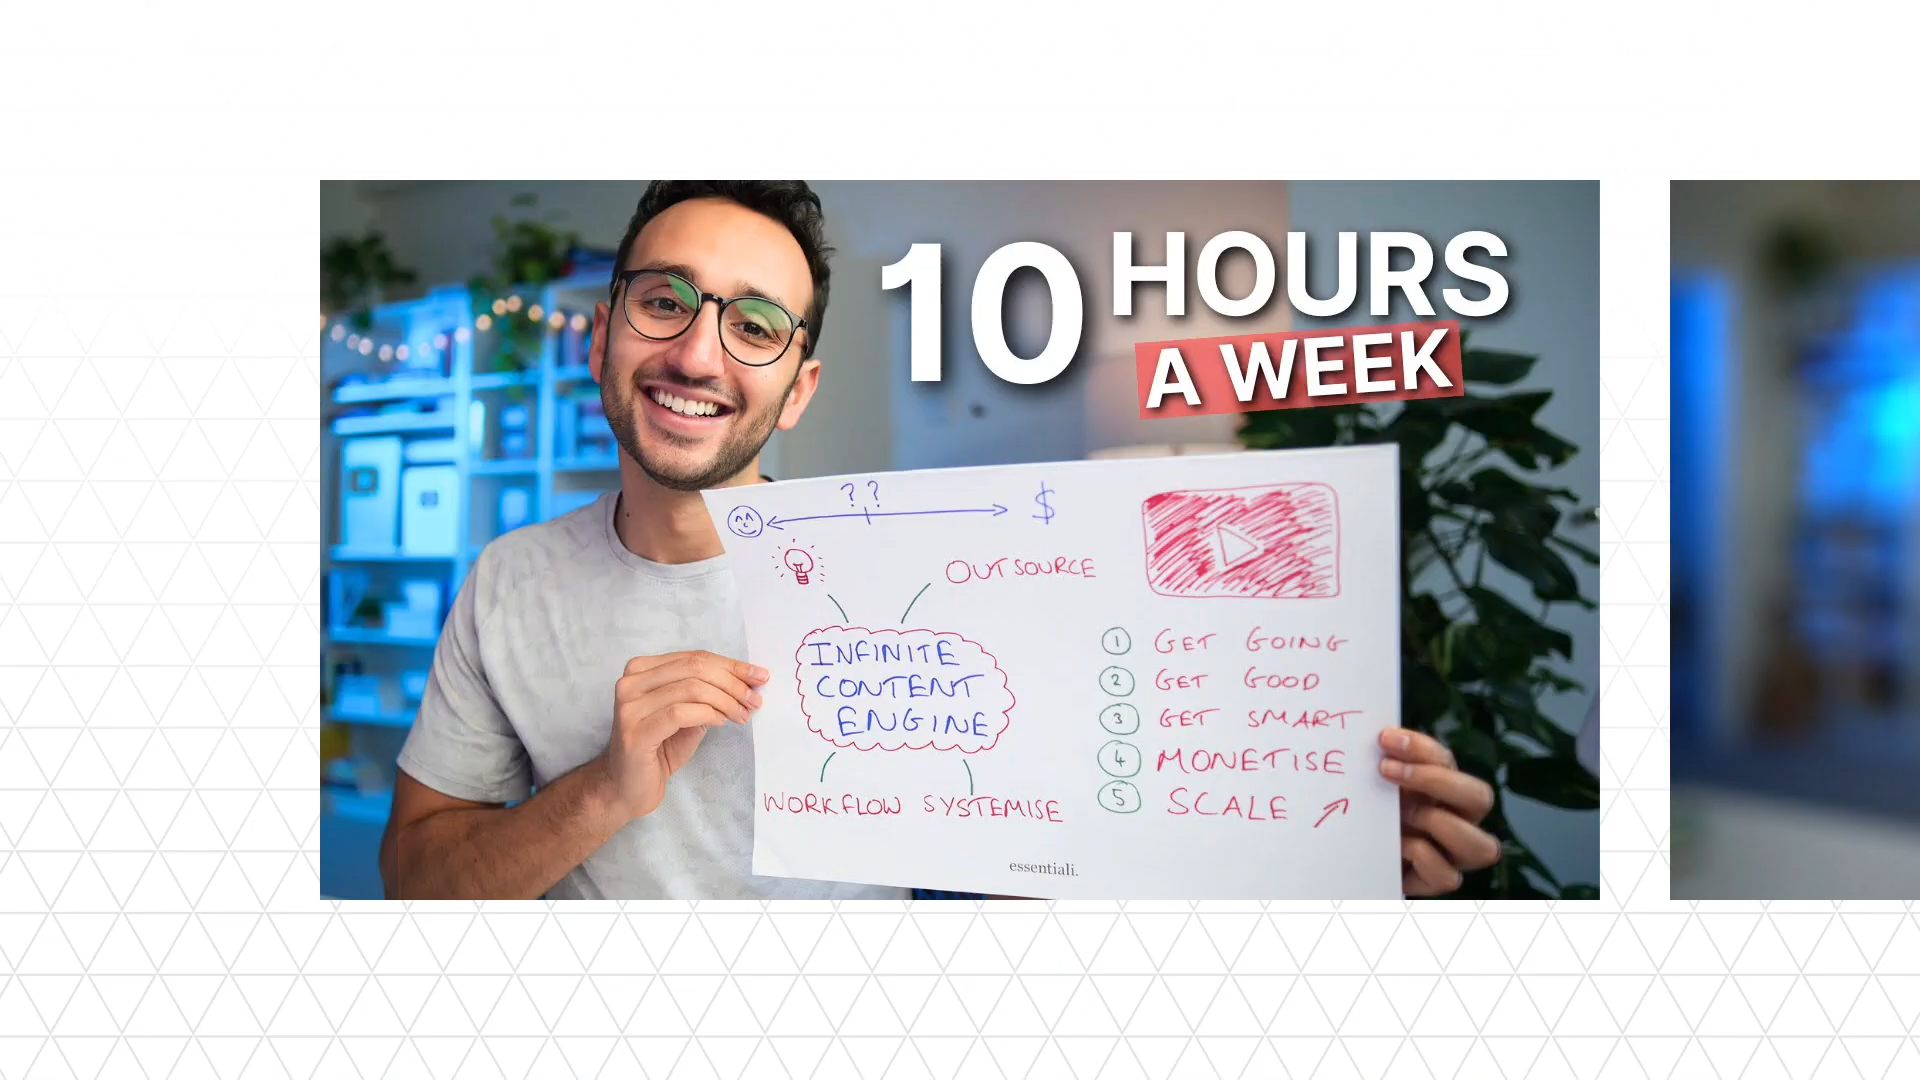 10 HOURS
A WEEK
? ?
$
OUTSOURCE
INFINITE
CONTENT
ENGINE
WORKFLOW SYSTEMISE
1 GET GOING
2 GET GOOD
3 GET SMART
4 MONETISE
5 SCALE
essentiali.